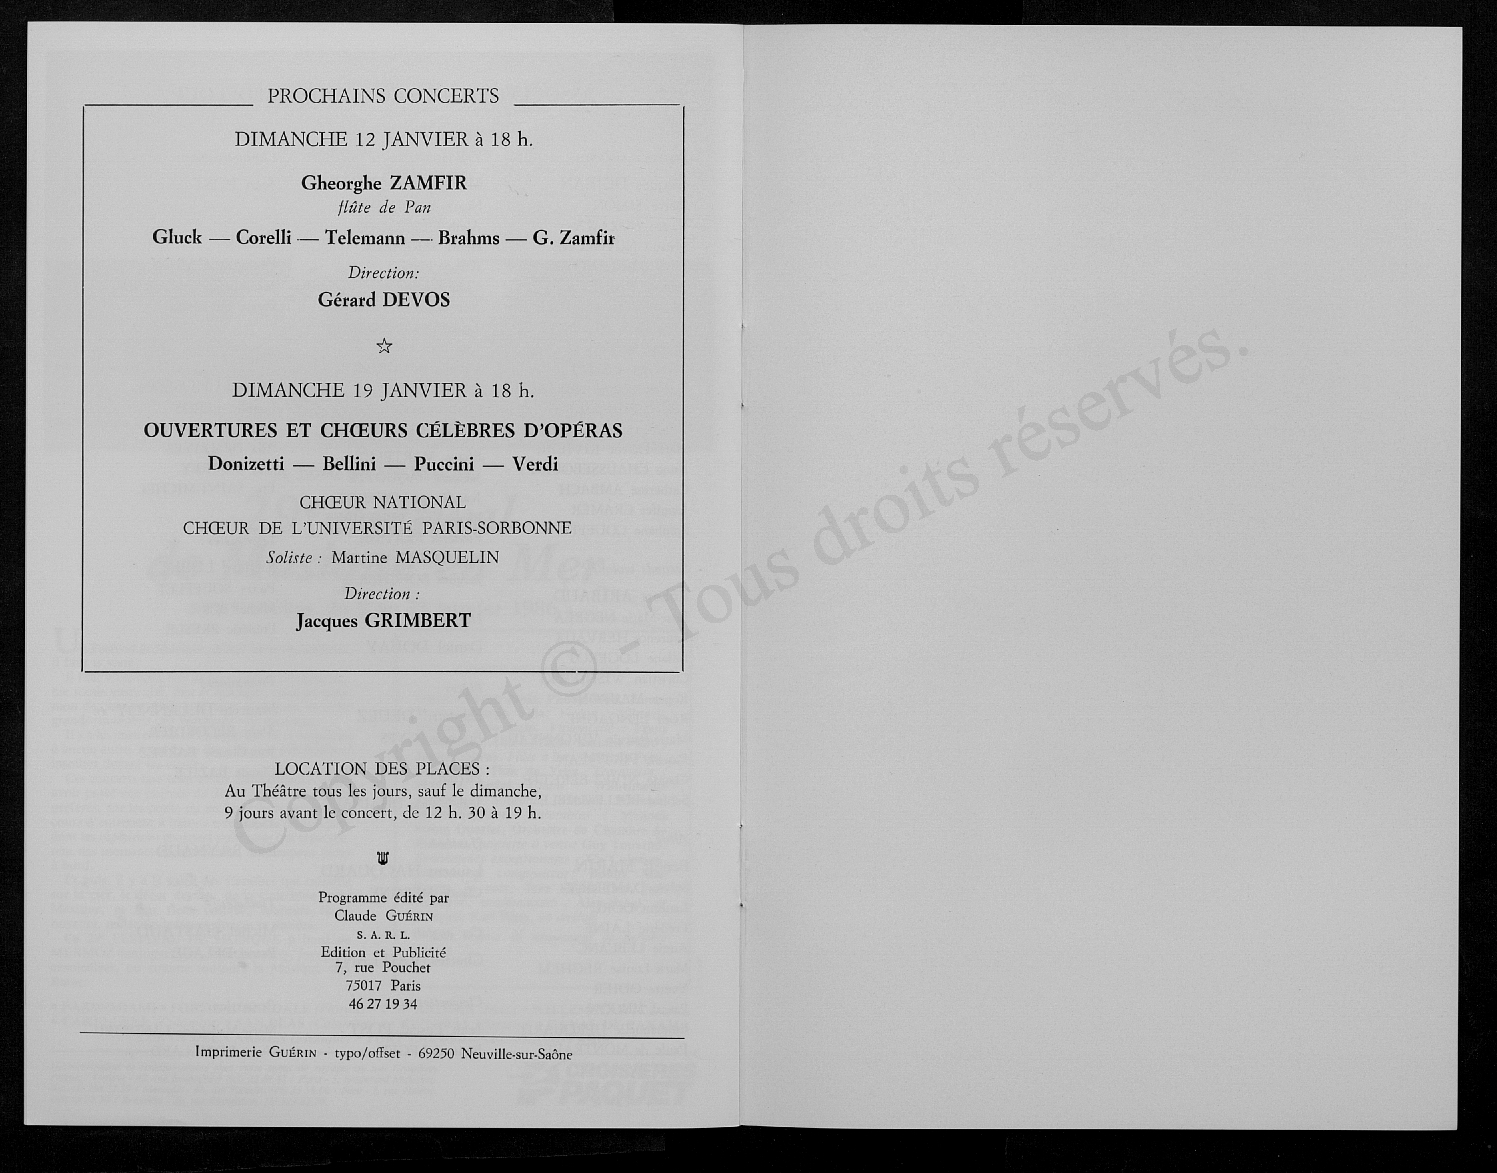 PROCHAINS CONCERTS
DIMANCHE 12 JANVIER à 18 h.
Gheorghe ZAMFIR
flûte de Pan
Gluck — Corelli — Telemann — Brahms — G. Zamfir
Direction:
Gérard DEVOS
☆
DIMANCHE 19 JANVIER à 18 h.
OUVERTURES ET CHŒURS CÉLÈBRES D'OPÉRAS
Donizetti — Bellini — Puccini — Verdi
CHŒUR NATIONAL
CHŒUR DE L'UNIVERSITÉ PARIS-SORBONNE
Soliste : Martine MASQUELIN
Direction :
Jacques GRIMBERT
LOCATION DES PLACES :
Au Théâtre tous les jours, sauf le dimanche,
9 jours avant le concert, de 12 h. 30 à 19 h.
Programme édité par
Claude GUÉRIN
S. A. R. L.
Edition et Publicité
7, rue Pouchet
75017 Paris
46 27 19 34
Imprimerie GUÉRIN - typo/offset - 69250 Neuville-sur-Saône
Copyright © - Tous droits réservés.